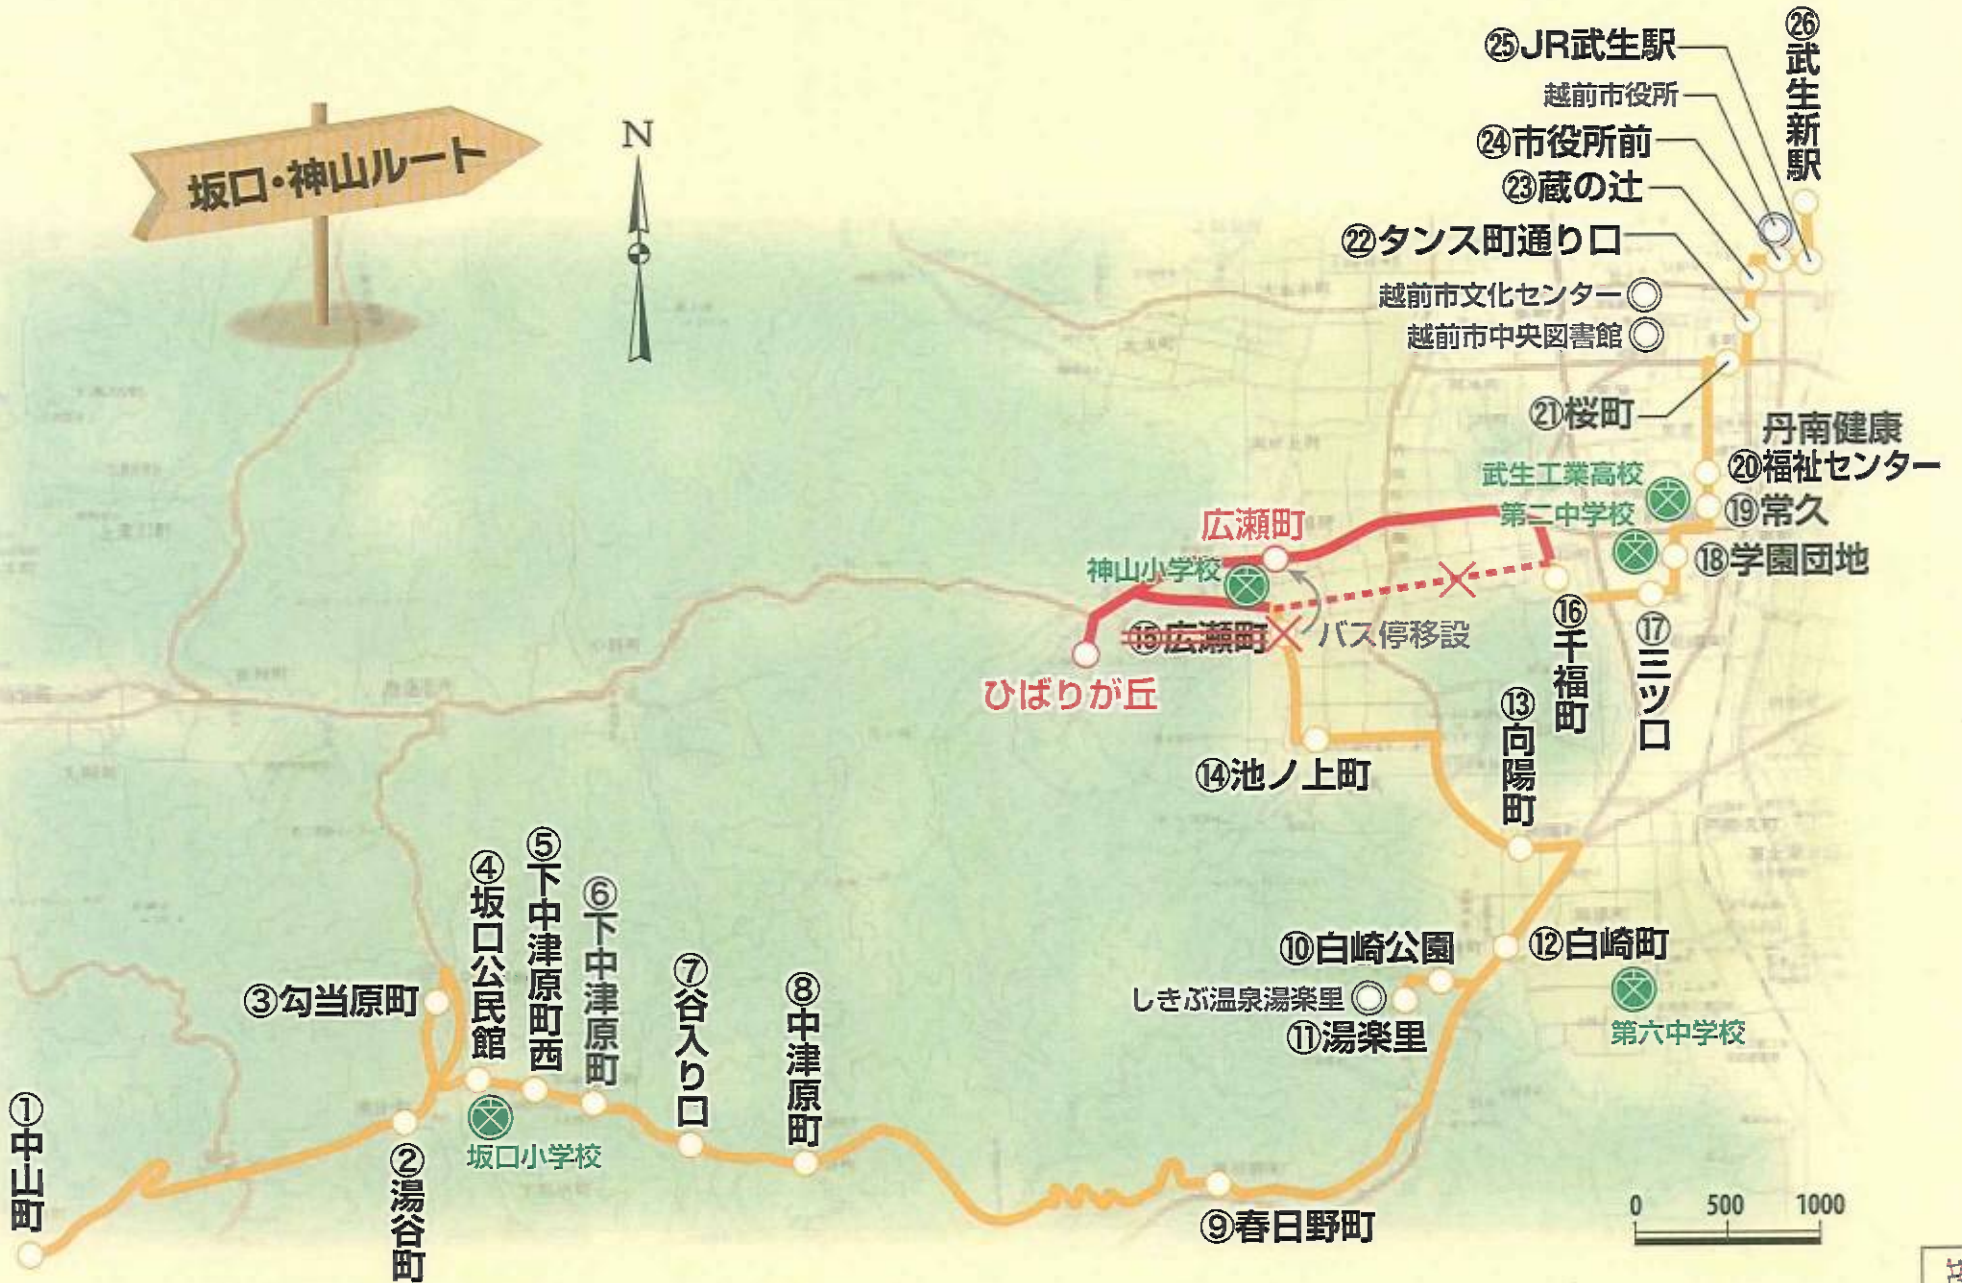 坂口・神山ルート
N
㉖武生新駅
㉕JR武生駅
越前市役所
㉔市役所前
㉓蔵の辻
㉒タンス町通り口
越前市文化センター
越前市中央図書館
㉑桜町
丹南健康
⑳福祉センター
武生工業高校
⑲常久
第二中学校
⑱学園団地
広瀬町
神山小学校
⑮広瀬町
バス停移設
ひばりが丘
⑯千福町
⑰三ツ口
⑬向陽町
⑭池ノ上町
④坂口公民館
⑤下中津原町西
⑥下中津原町
⑦谷入り口
⑧中津原町
⑩白崎公園
⑫白崎町
③勾当原町
しきぶ温泉湯楽里
⑪湯楽里
第六中学校
①中山町
②湯谷町
坂口小学校
⑨春日野町
0 500 1000